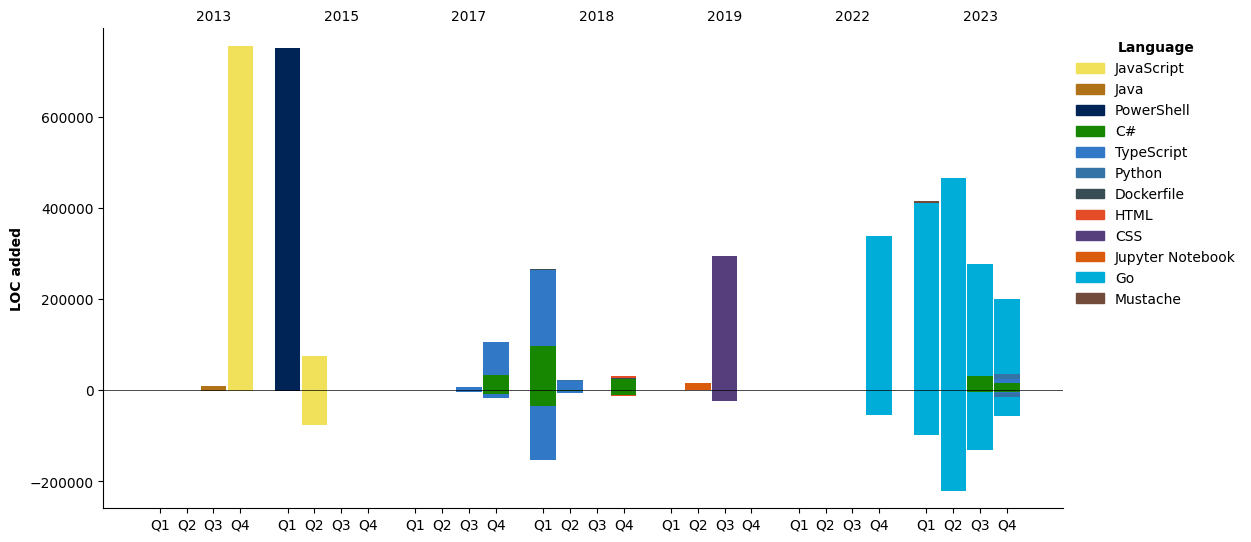 2013 2015 2017 2018 2019 2022 2023
Language
JavaScript
Java
PowerShell
C#
TypeScript
Python
Dockerfile
HTML
CSS
Jupyter Notebook
Go
Mustache
LOC added
600000
400000
200000
0
−200000
Q1 Q2 Q3 Q4 Q1 Q2 Q3 Q4 Q1 Q2 Q3 Q4 Q1 Q2 Q3 Q4 Q1 Q2 Q3 Q4 Q1 Q2 Q3 Q4 Q1 Q2 Q3 Q4